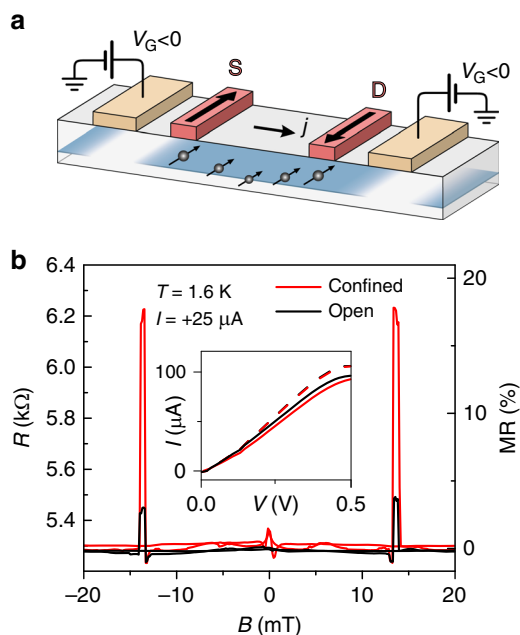 a
V_G<0
S
D
V_G<0
j
b
6.4
6.2
6.0
5.8
5.6
5.4
R (kΩ)
T = 1.6 K
I = +25 μA
Confined
Open
100
0
I (μA)
0.0
0.5
V (V)
20
10
0
MR (%)
−20
−10
0
10
20
B (mT)